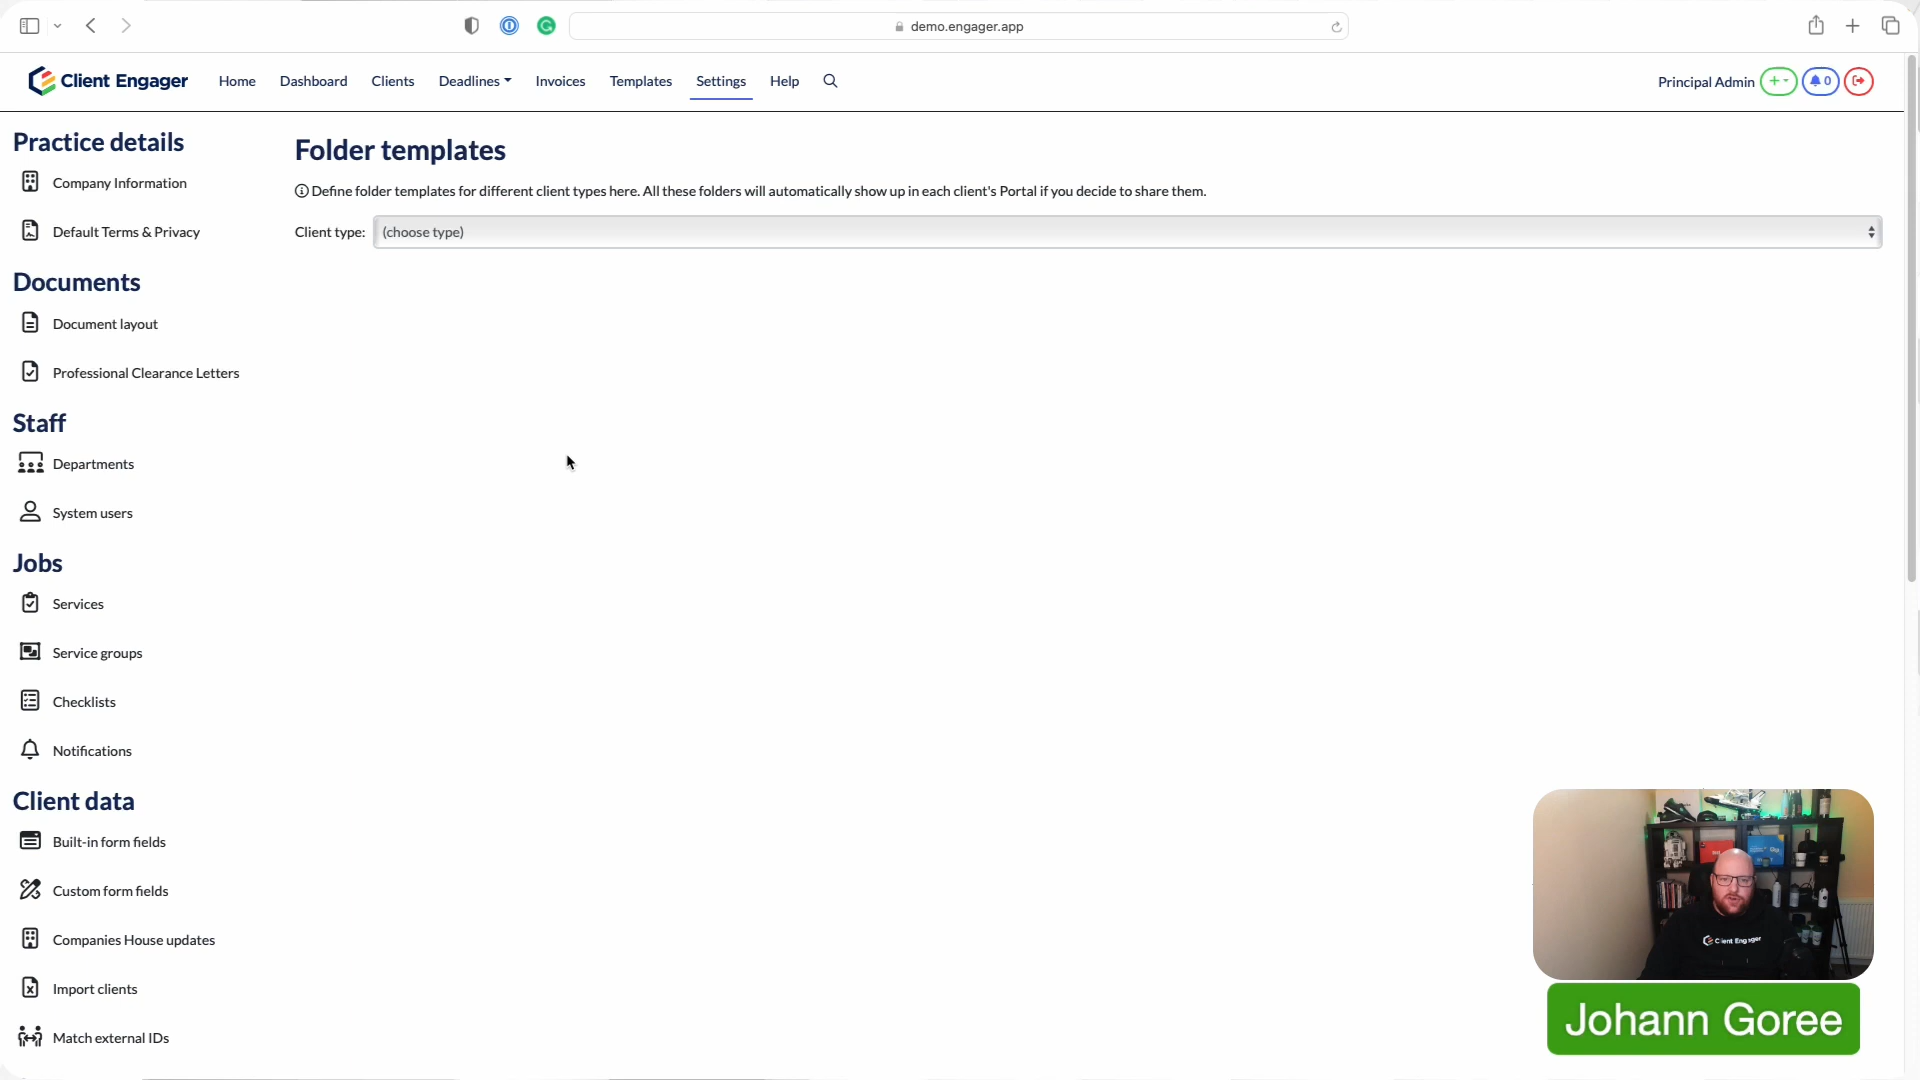 demo.engager.app
Client Engager
Home
Dashboard
Clients
Deadlines
Invoices
Templates
Settings
Help
Principal Admin
0
Practice details
Company Information
Default Terms & Privacy
Documents
Document layout
Professional Clearance Letters
Staff
Departments
System users
Jobs
Services
Service groups
Checklists
Notifications
Client data
Built-in form fields
Custom form fields
Companies House updates
Import clients
Match external IDs
Folder templates
Define folder templates for different client types here. All these folders will automatically show up in each client's Portal if you decide to share them.
Client type:
(choose type)
Client Engager
Johann Goree